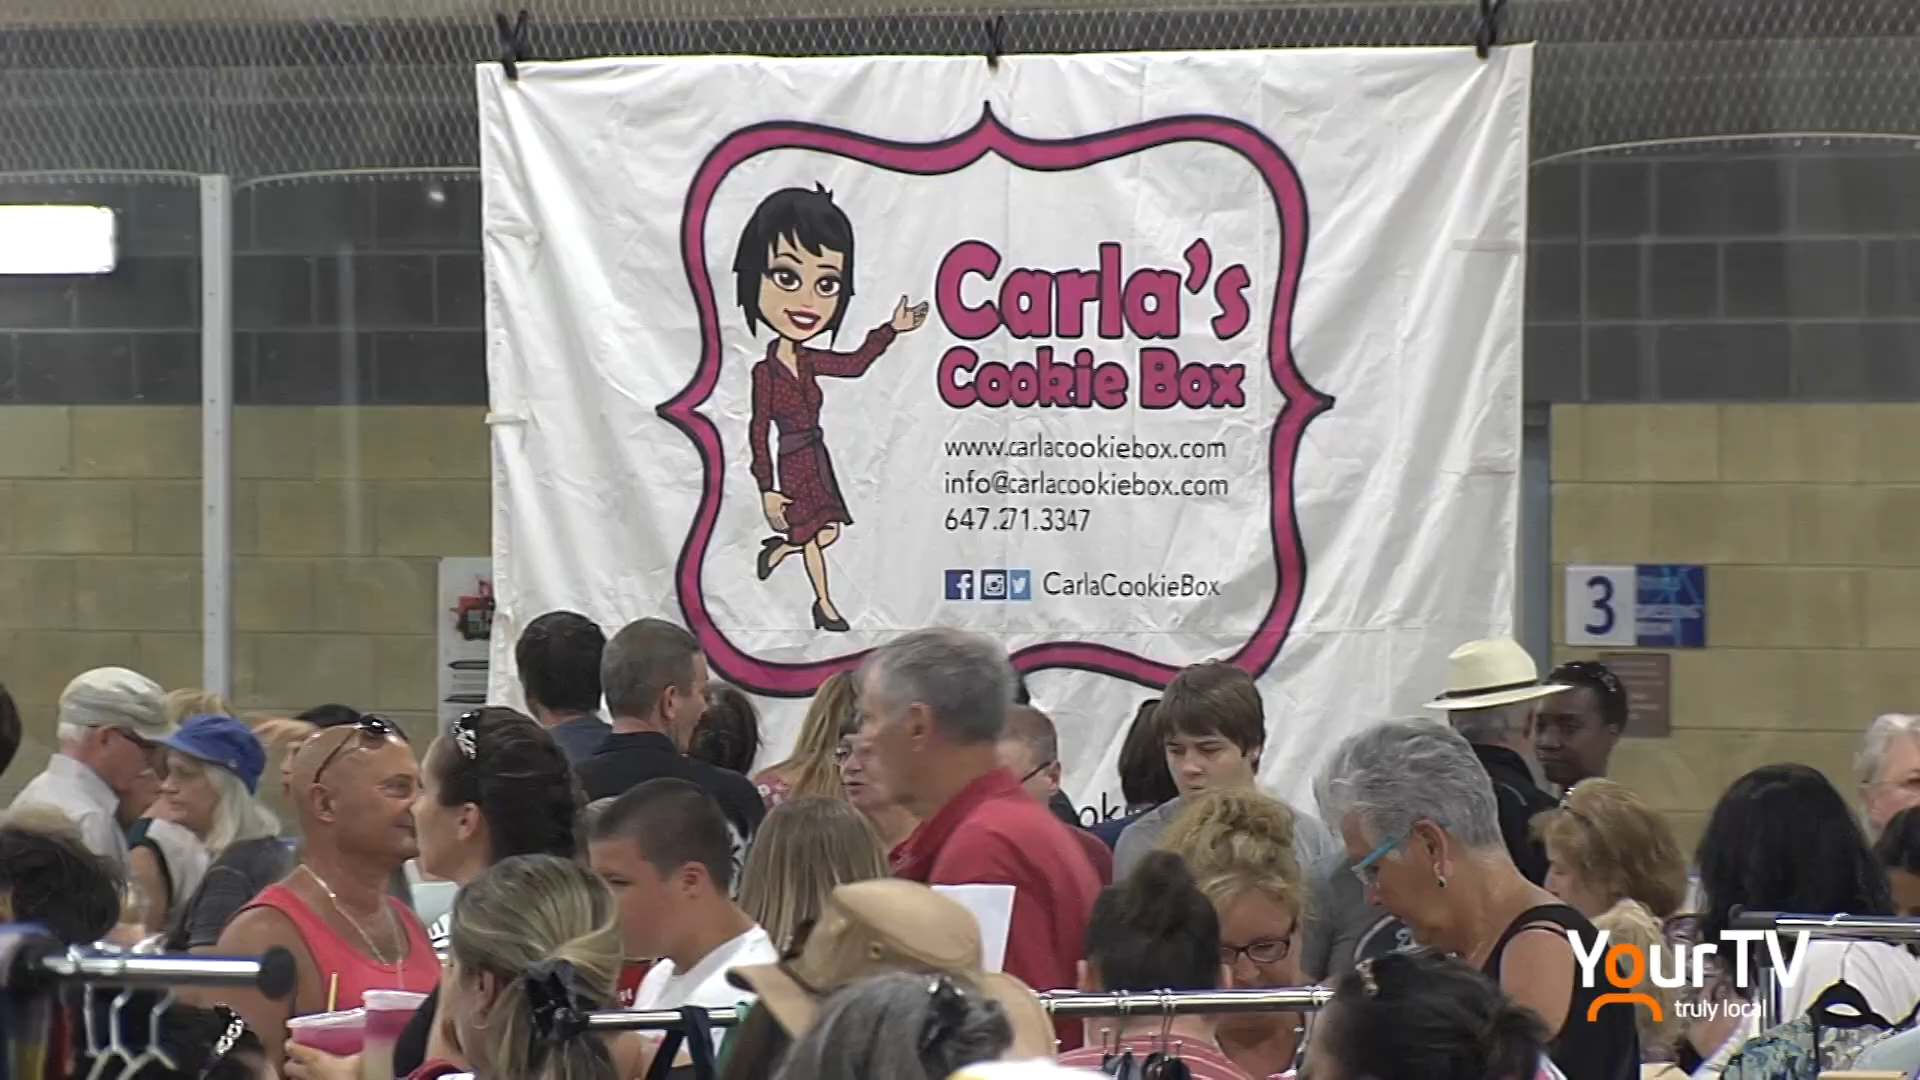 Carla's
Cookie Box
www.carlacookiebox.com
info@carlacookiebox.com
647.271.3347
CarlaCookieBox
3
YourTV
truly local